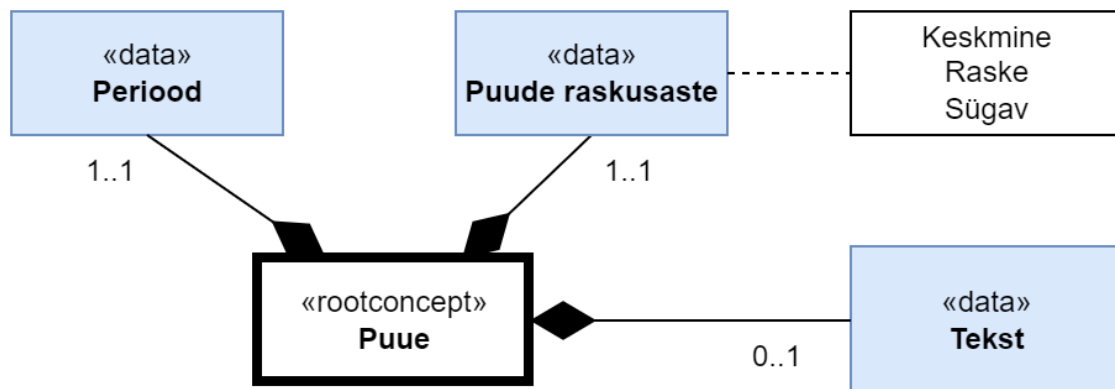 «data»
Periood
«data»
Puude raskusaste
Keskmine
Raske
Sügav
1..1
1..1
«rootconcept»
Puue
«data»
Tekst
0..1